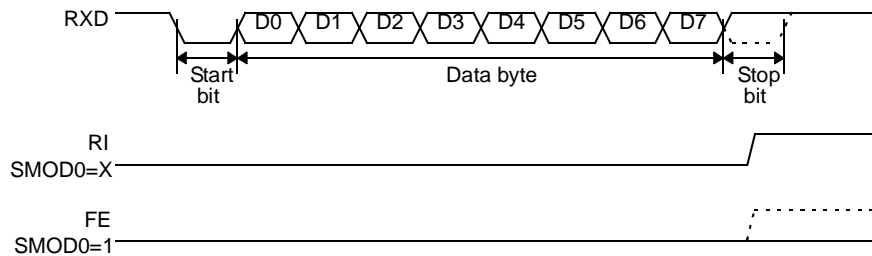 RXD
D0 D1 D2 D3 D4 D5 D6 D7
Start
bit
Data byte
Stop
bit
RI
SMOD0=X
FE
SMOD0=1